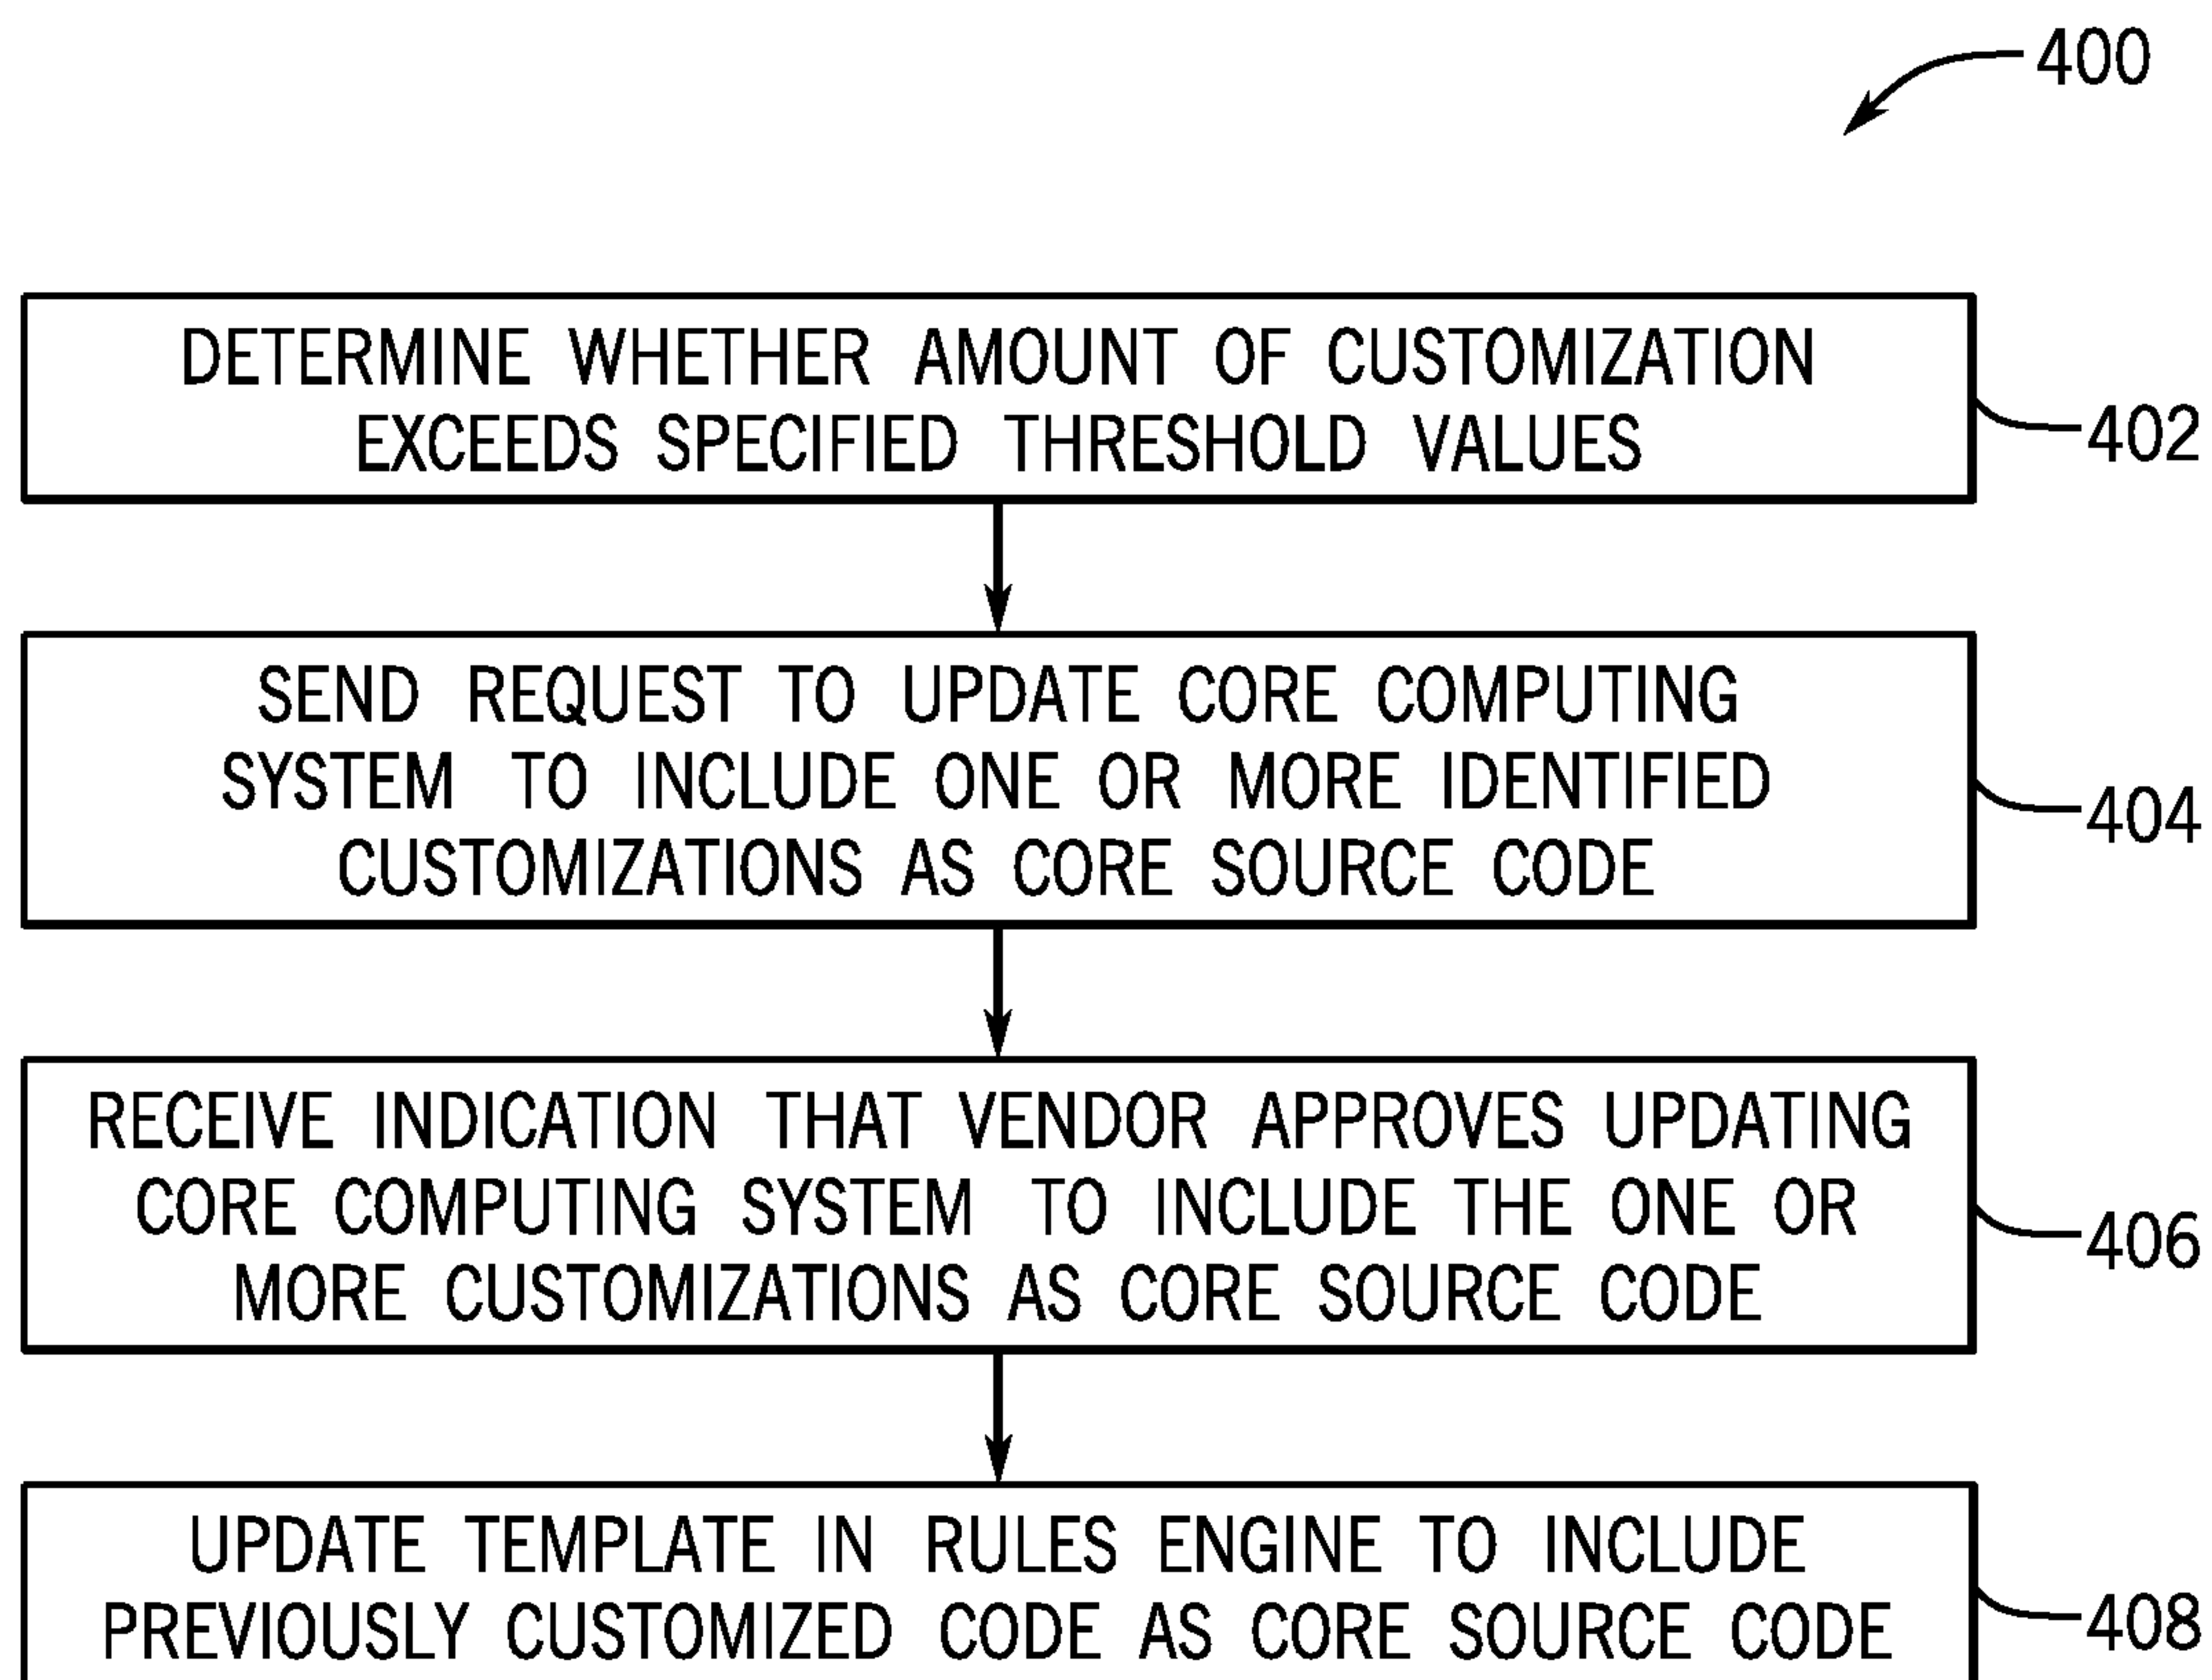 400
DETERMINE WHETHER AMOUNT OF CUSTOMIZATION
EXCEEDS SPECIFIED THRESHOLD VALUES
402
SEND REQUEST TO UPDATE CORE COMPUTING
SYSTEM TO INCLUDE ONE OR MORE IDENTIFIED
CUSTOMIZATIONS AS CORE SOURCE CODE
404
RECEIVE INDICATION THAT VENDOR APPROVES UPDATING
CORE COMPUTING SYSTEM TO INCLUDE THE ONE OR
MORE CUSTOMIZATIONS AS CORE SOURCE CODE
406
UPDATE TEMPLATE IN RULES ENGINE TO INCLUDE
PREVIOUSLY CUSTOMIZED CODE AS CORE SOURCE CODE
408